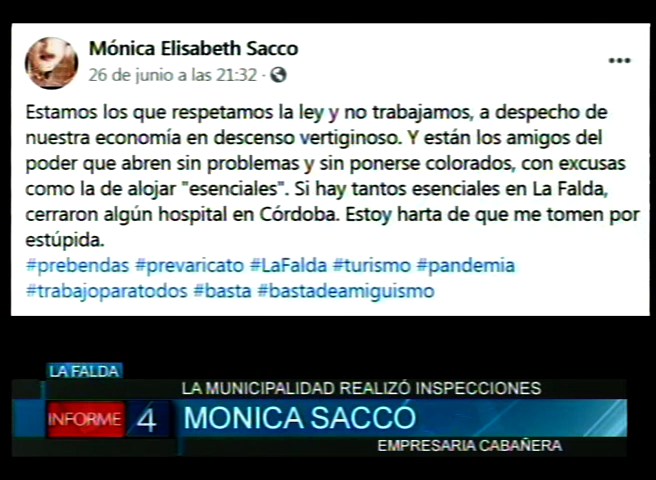 Mónica Elisabeth Sacco
26 de junio a las 21:32 ·
Estamos los que respetamos la ley y no trabajamos, a despecho de
nuestra economía en descenso vertiginoso. Y están los amigos del
poder que abren sin problemas y sin ponerse colorados, con excusas
como la de alojar "esenciales". Si hay tantos esenciales en La Falda,
cerraron algún hospital en Córdoba. Estoy harta de que me tomen por
estúpida.
#prebendas #prevaricato #LaFalda #turismo #pandemia
#trabajoparatodos #basta #bastadeamiguismo
LA FALDA
LA MUNICIPALIDAD REALIZÓ INSPECCIONES
INFORME 4 MONICA SACCO
EMPRESARIA CABAÑERA